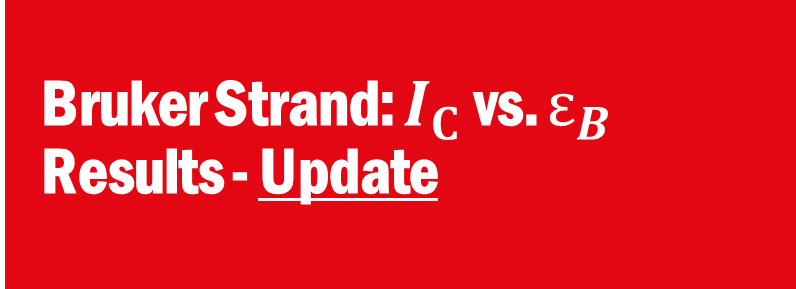 Bruker Strand: I_C vs. ε_B
Results - Update